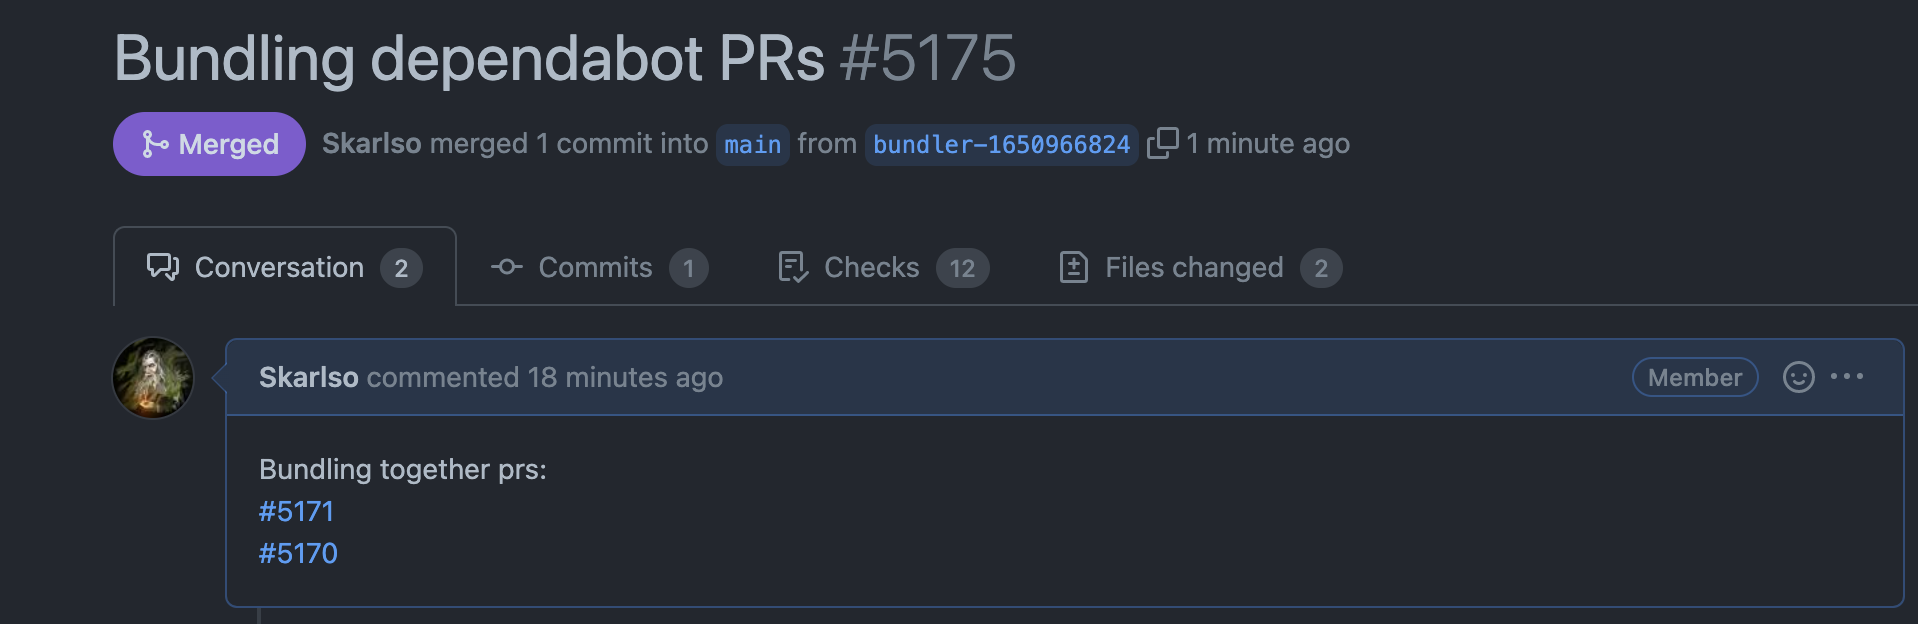 Bundling dependabot PRs #5175
Merged Skarlso merged 1 commit into main from bundler-1650966824 1 minute ago
Conversation 2 Commits 1 Checks 12 Files changed 2
Skarlso commented 18 minutes ago Member
Bundling together prs:
#5171
#5170